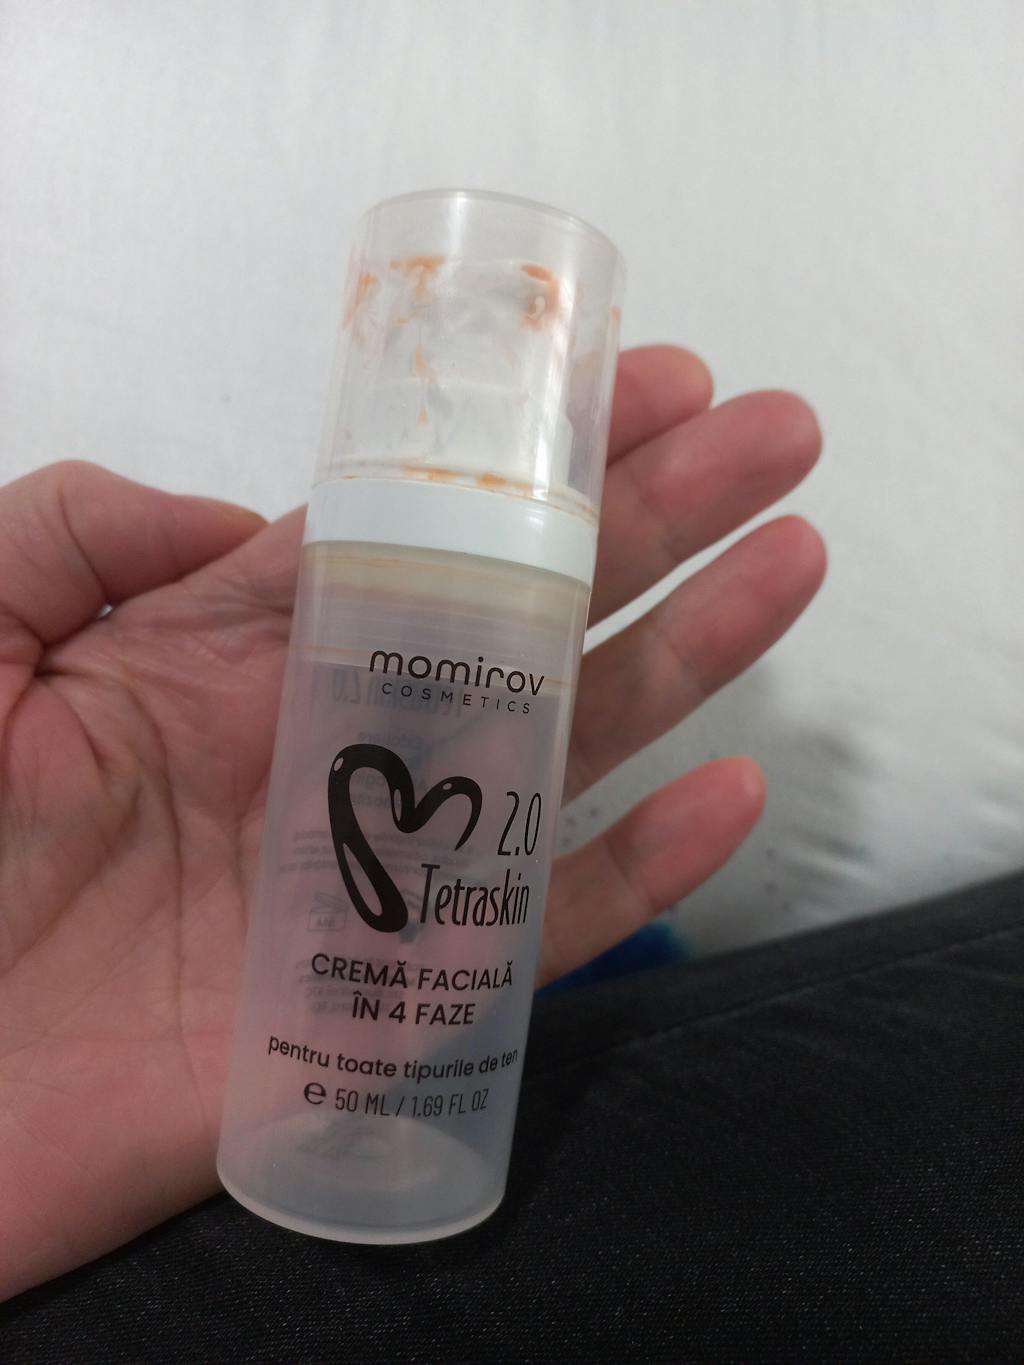 momirov
COSMETICS
2.0
Tetraskin
CREMĂ FACIALĂ
ÎN 4 FAZE
pentru toate tipurile de ten
℮ 50 ML / 1.69 FL OZ